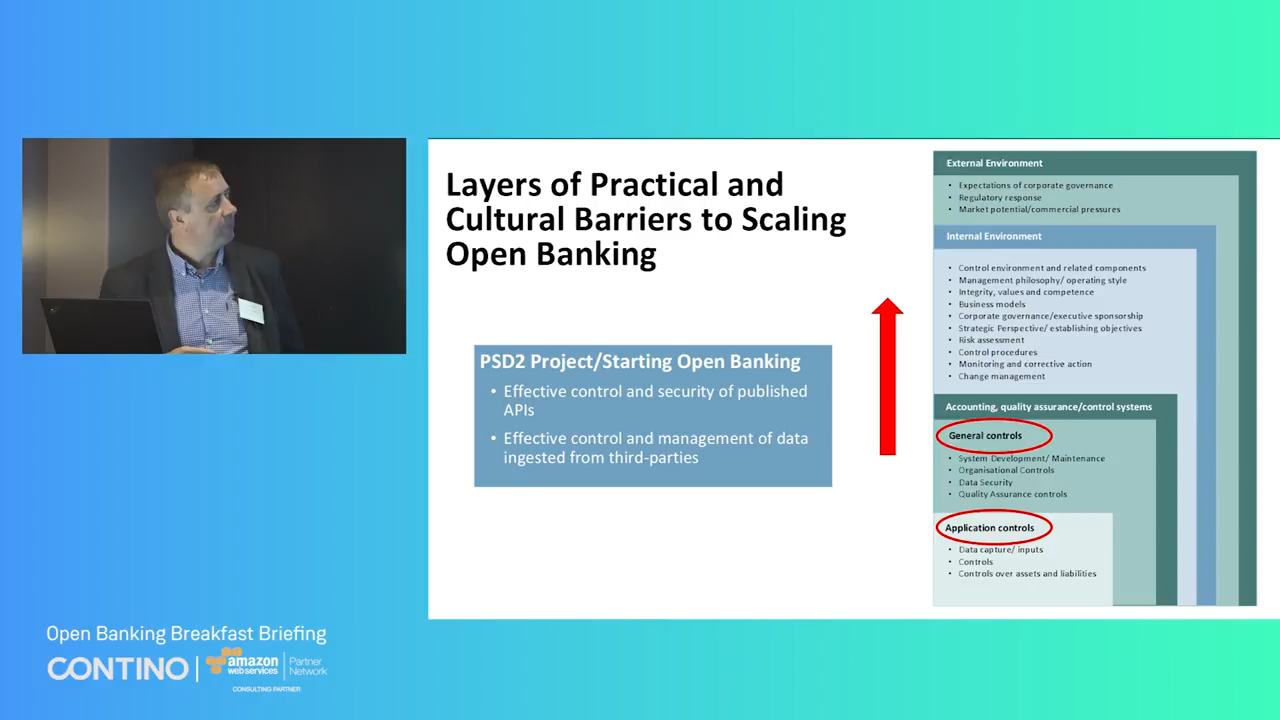 Layers of Practical and
Cultural Barriers to Scaling
Open Banking
PSD2 Project/Starting Open Banking
• Effective control and security of published
APIs
• Effective control and management of data
ingested from third-parties
External Environment
• Expectations of corporate governance
• Regulatory response
• Market potential/commercial pressures
Internal Environment
• Control environment and related components
• Management philosophy/ operating style
• Integrity, values and competence
• Business models
• Corporate governance/executive sponsorship
• Strategic Perspective/ establishing objectives
• Risk assessment
• Control procedures
• Monitoring and corrective action
• Change management
Accounting, quality assurance/control systems
General controls
• System Development/ Maintenance
• Organisational Controls
• Data Security
• Quality Assurance controls
Application controls
• Data capture/ inputs
• Controls
• Controls over assets and liabilities
Open Banking Breakfast Briefing
CONTINO
amazon
web services
Partner
Network
CONSULTING PARTNER